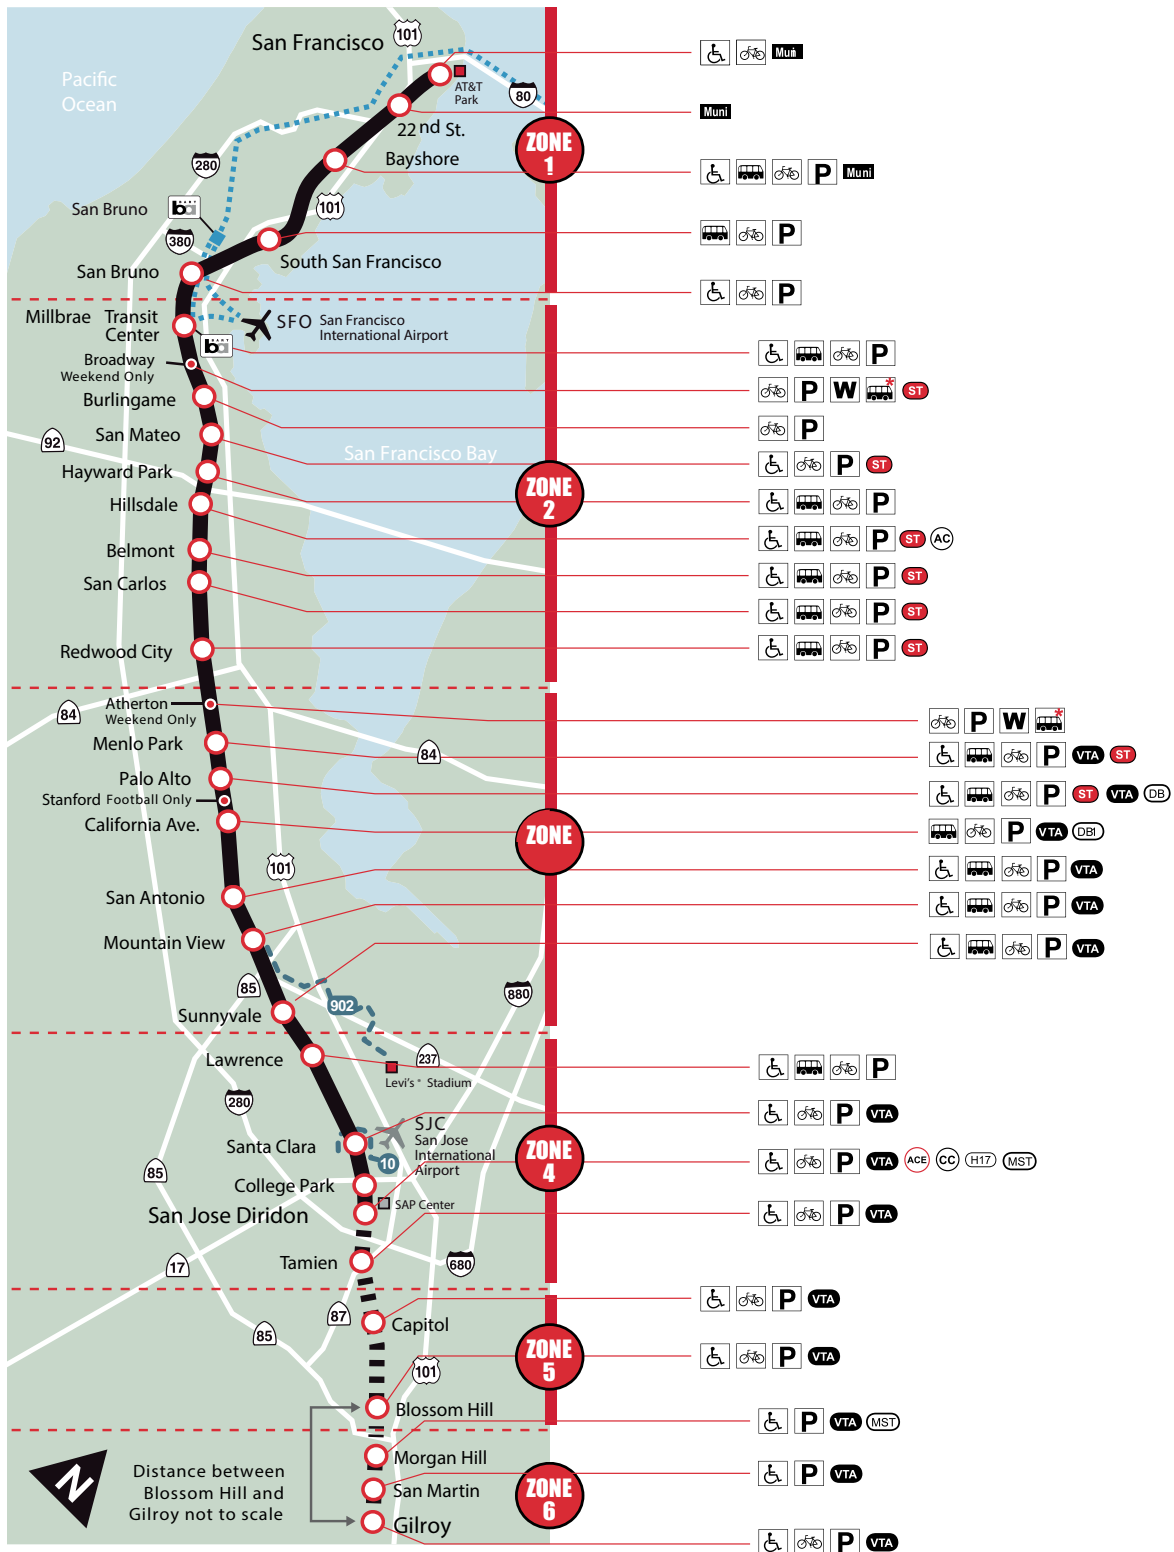 San Francisco
101
Muni
Pacific
Ocean
AT&T
Park
80
22nd St.
Muni
ZONE
1
Bayshore
280
P Muni
San Bruno
101
380
P
South San Francisco
San Bruno
P
Millbrae Transit
Center
SFO San Francisco
International Airport
P
Broadway
Weekend Only
P W * ST
Burlingame
P
92
San Mateo
San Francisco Bay
P ST
Hayward Park
ZONE
2
P
Hillsdale
P ST AC
Belmont
P ST
San Carlos
P ST
Redwood City
P ST
Atherton
Weekend Only
84
P W *
Menlo Park
84
P VTA ST
Palo Alto
P ST VTA DB
Stanford Football Only
California Ave.
ZONE
P VTA DB1
101
San Antonio
P VTA
P VTA
Mountain View
P VTA
85
902
880
Sunnyvale
Lawrence
237
P
Levi's® Stadium
280
SJC
San Jose
International
Airport
P VTA
Santa Clara
10
ZONE
4
P VTA ACE CC H17 MST
85
College Park
SAP Center
San Jose Diridon
P VTA
Tamien
17
680
87
P VTA
Capitol
85
101
ZONE
5
P VTA
Blossom Hill
P VTA MST
Morgan Hill
N
Distance between
Blossom Hill and
Gilroy not to scale
P VTA
San Martin
ZONE
6
Gilroy
P VTA